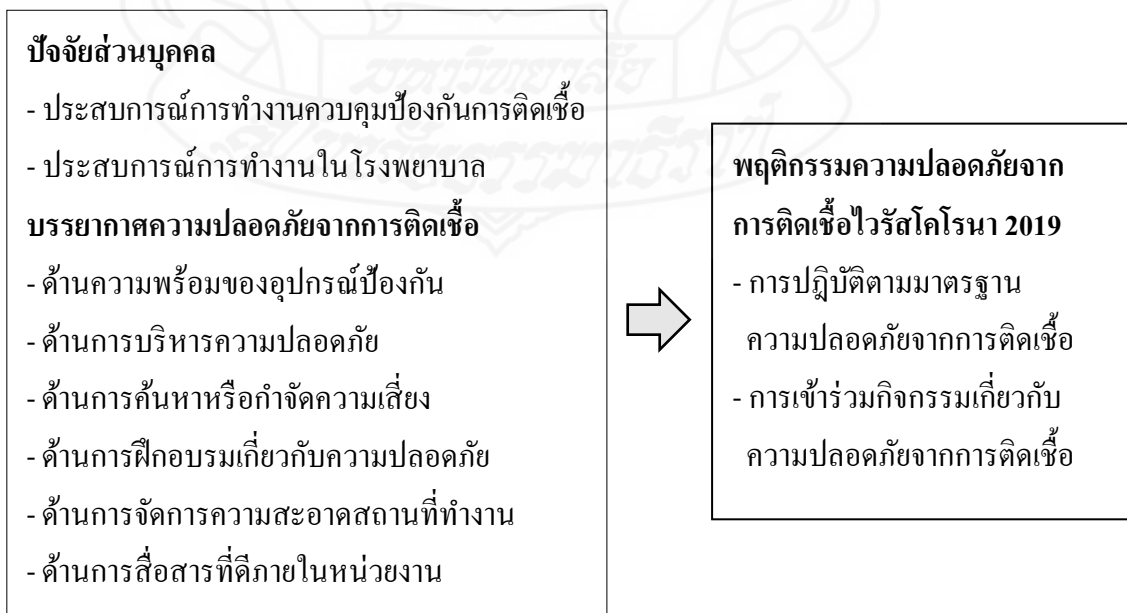 ปัจจัยส่วนบุคคล
- ประสบการณ์การทำงานควบคุมป้องกันการติดเชื้อ
- ประสบการณ์การทำงานในโรงพยาบาล
บรรยากาศความปลอดภัยจากการติดเชื้อ
- ด้านความพร้อมของอุปกรณ์ป้องกัน
- ด้านการบริหารความปลอดภัย
- ด้านการค้นหาหรือกำจัดความเสี่ยง
- ด้านการฝึกอบรมเกี่ยวกับความปลอดภัย
- ด้านการจัดการความสะอาดสถานที่ทำงาน
- ด้านการสื่อสารที่ดีภายในหน่วยงาน
พฤติกรรมความปลอดภัยจาก
การติดเชื้อไวรัสโคโรนา 2019
- การปฎิบัติตามมาตรฐาน
ความปลอดภัยจากการติดเชื้อ
- การเข้าร่วมกิจกรรมเกี่ยวกับ
ความปลอดภัยจากการติดเชื้อ
มหาวิทยาลัย